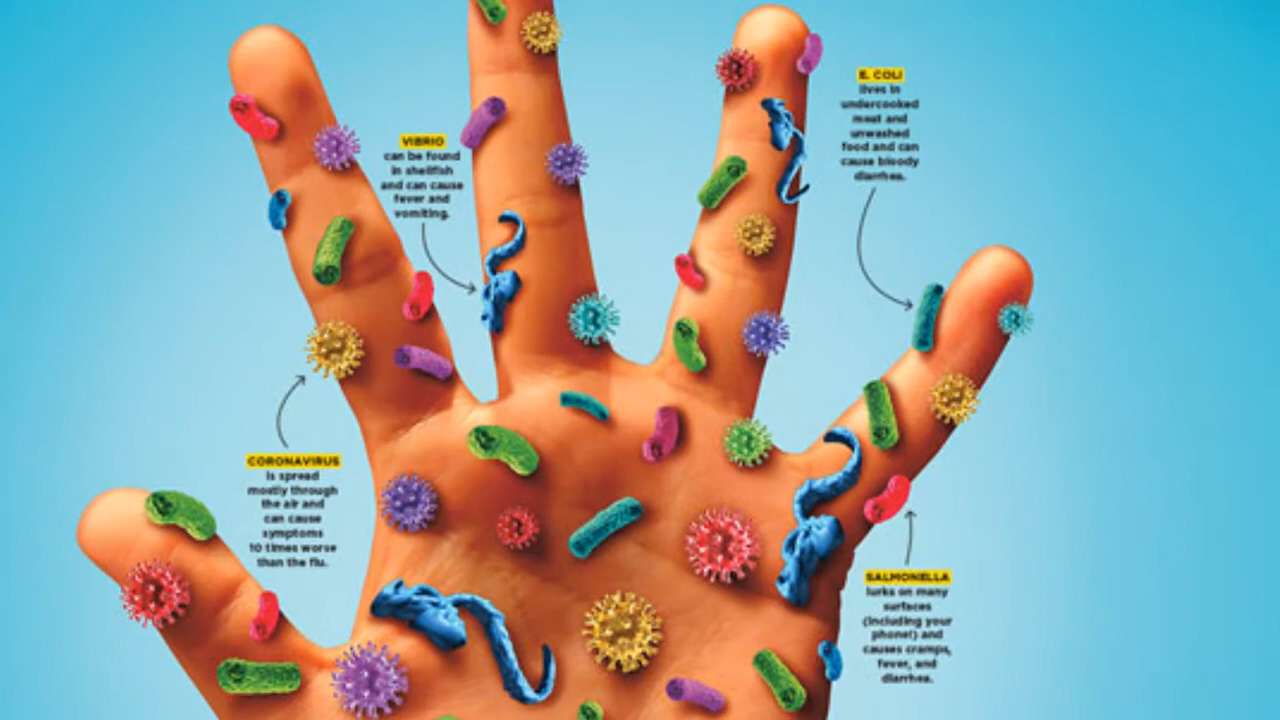 VIBRIO
can be found
in shellfish
and can cause
fever and
vomiting.
E. COLI
lives in
undercooked
meat and
unwashed
food and can
cause bloody
diarrhea.
CORONAVIRUS
is spread
mostly through
the air and
can cause
symptoms
10 times worse
than the flu.
SALMONELLA
lurks on many
surfaces
(including your
phone!) and
causes cramps,
fever, and
diarrhea.